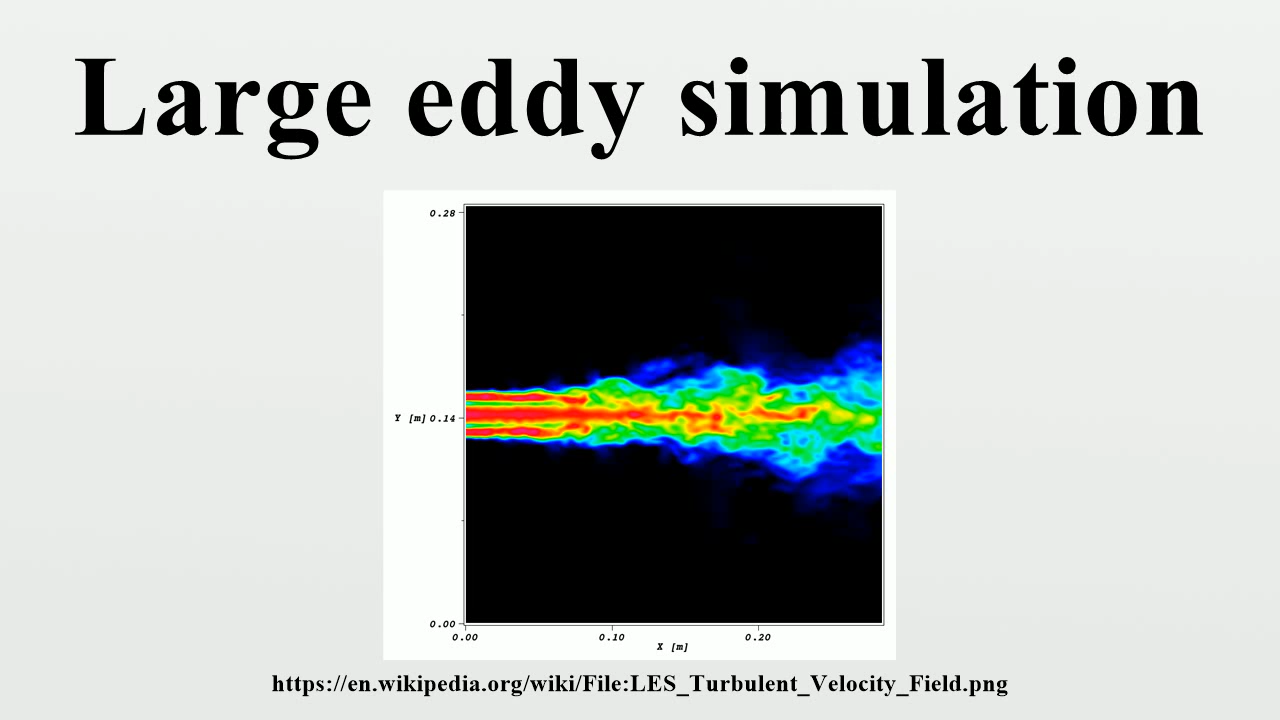 Large eddy simulation
0.28
Y [m] 0.14
0.00
0.00 0.10 0.20
X [m]
https://en.wikipedia.org/wiki/File:LES_Turbulent_Velocity_Field.png